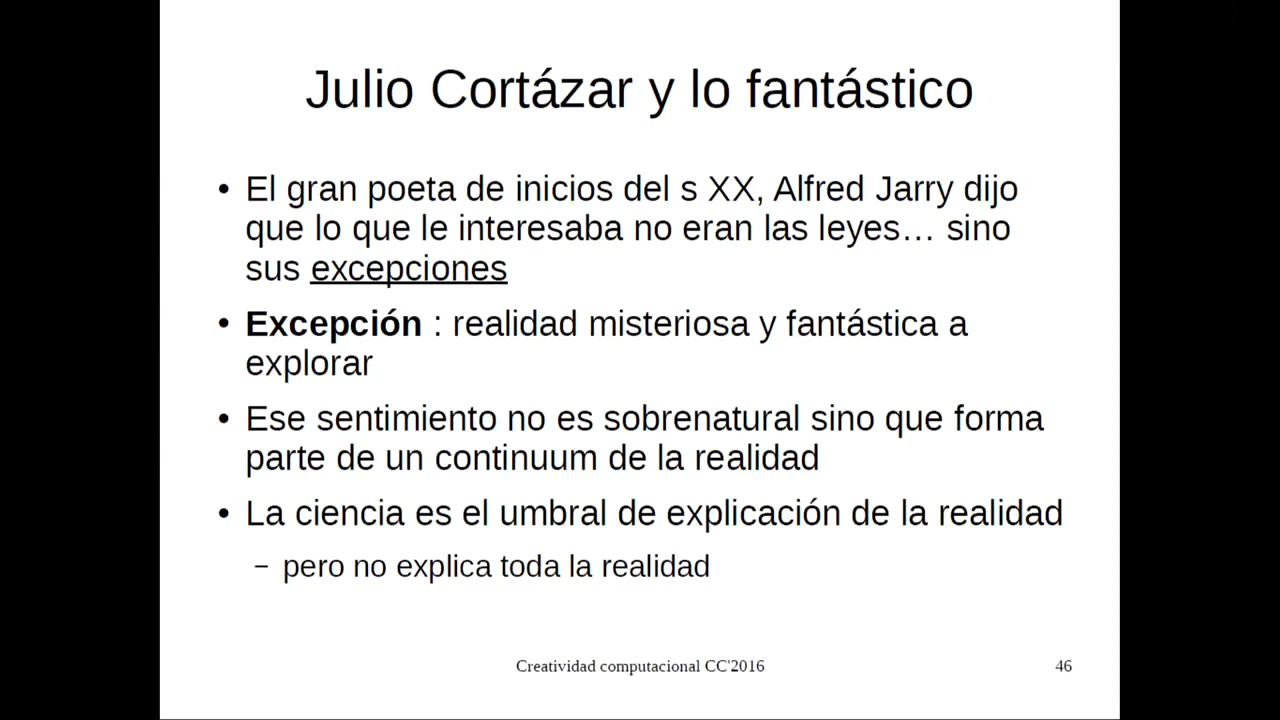 Julio Cortázar y lo fantástico
• El gran poeta de inicios del s XX, Alfred Jarry dijo
que lo que le interesaba no eran las leyes… sino
sus excepciones
• Excepción : realidad misteriosa y fantástica a
explorar
• Ese sentimiento no es sobrenatural sino que forma
parte de un continuum de la realidad
• La ciencia es el umbral de explicación de la realidad
– pero no explica toda la realidad
Creatividad computacional CC'2016
46